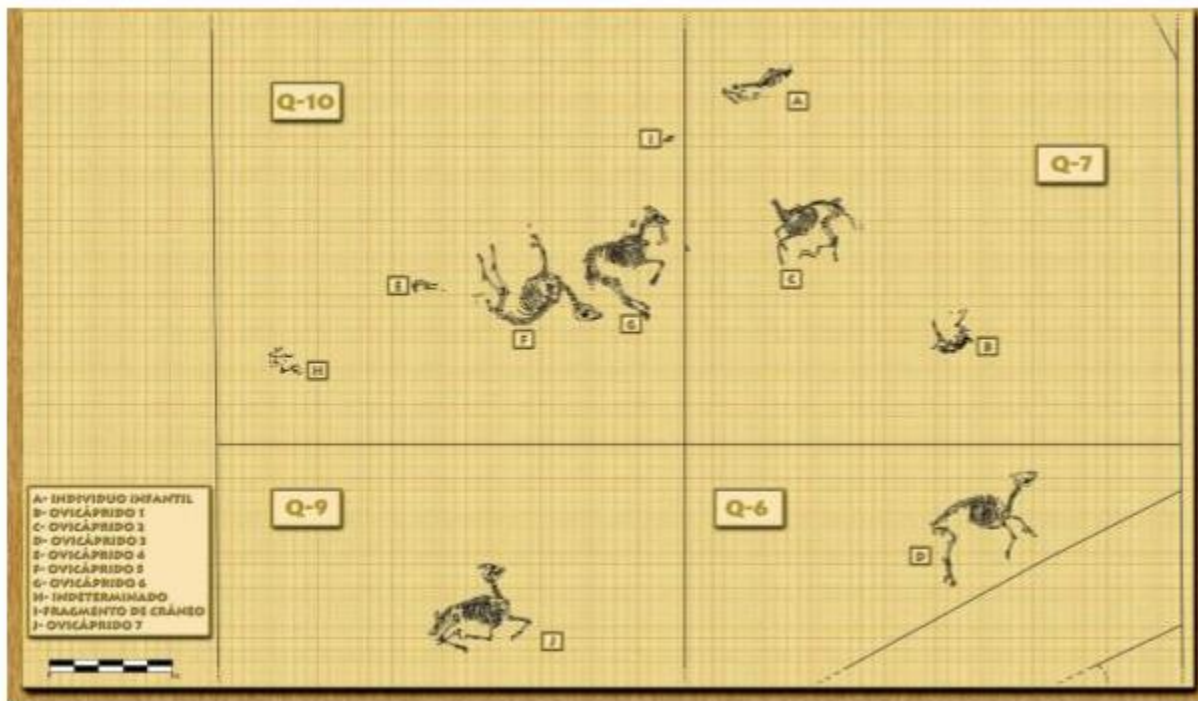 Q-10
A
I
Q-7
C
E
G
F
B
H
Q-9
Q-6
D
J
A- INDIVIDUO INFANTIL
B- OVICÁPRIDO 1
C- OVICÁPRIDO 2
D- OVICÁPRIDO 3
E- OVICÁPRIDO 4
F- OVICÁPRIDO 5
G- OVICÁPRIDO 6
H- INDETERMINADO
I-FRAGMENTO DE CRÁNEO
J- OVICÁPRIDO 7